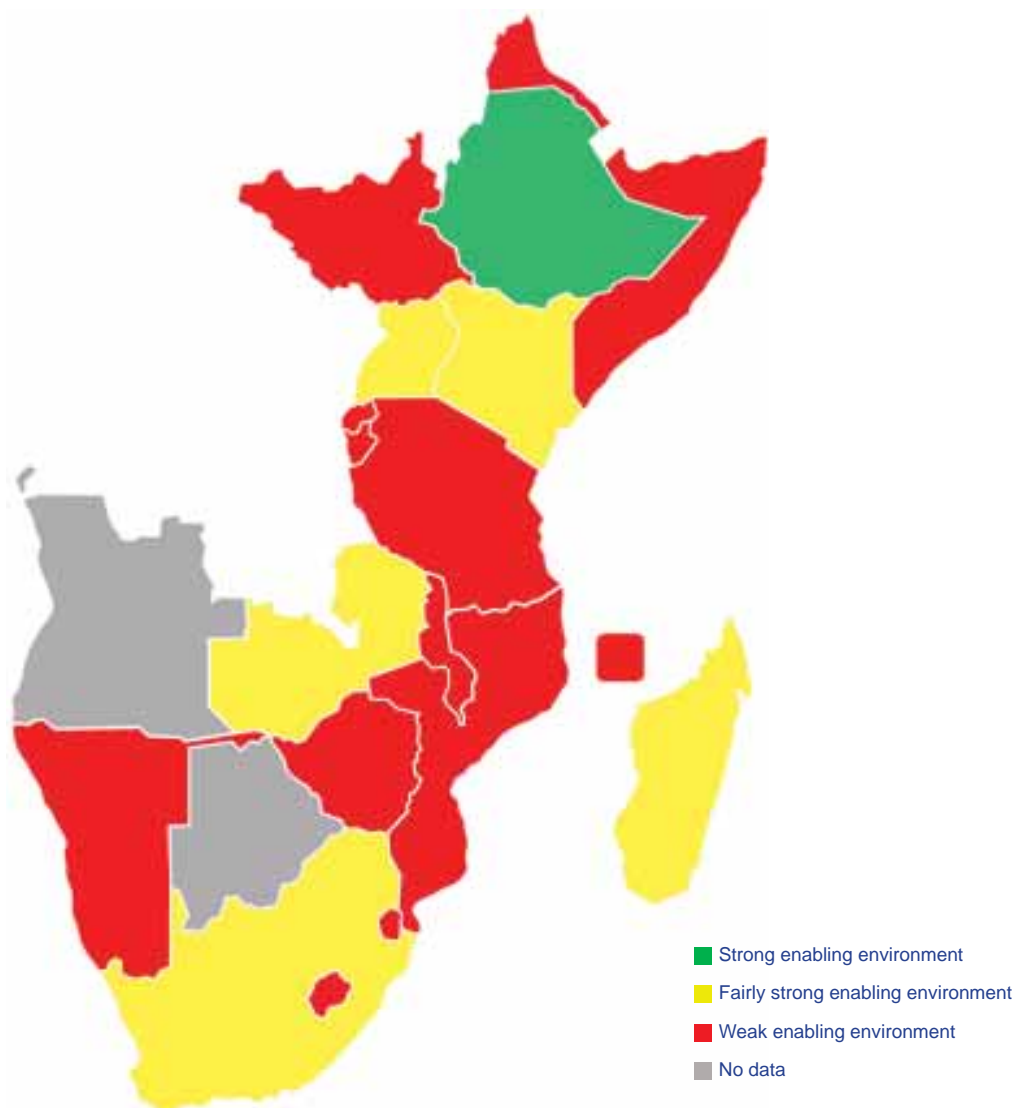 Strong enabling environment
Fairly strong enabling environment
Weak enabling environment
No data